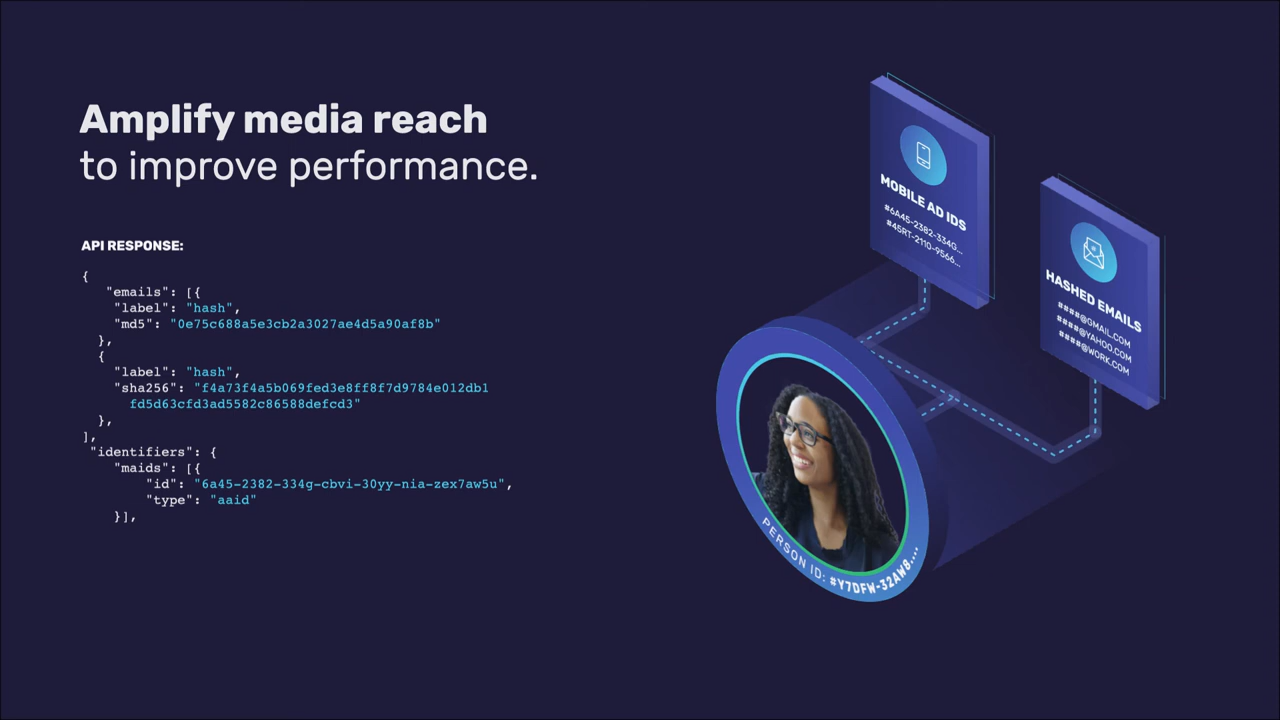 Amplify media reach
to improve performance.
API RESPONSE:
{
"emails": [{
"label": "hash",
"md5": "0e75c688a5e3cb2a3027ae4d5a90af8b"
},
{
"label": "hash",
"sha256": "f4a73f4a5b069fed3e8ff8f7d9784e012db1
fd5d63cfd3ad5582c86588defcd3"
},
],
"identifiers": {
"maids": [{
"id": "6a45-2382-334g-cbvi-30yy-nia-zex7aw5u",
"type": "aaid"
}],
MOBILE AD IDS
#6A45-2382-334G...
#45RT-2110-9566...
HASHED EMAILS
####@GMAIL.COM
####@YAHOO.COM
####@WORK.COM
PERSON ID: #Y7DFW-32AW8....